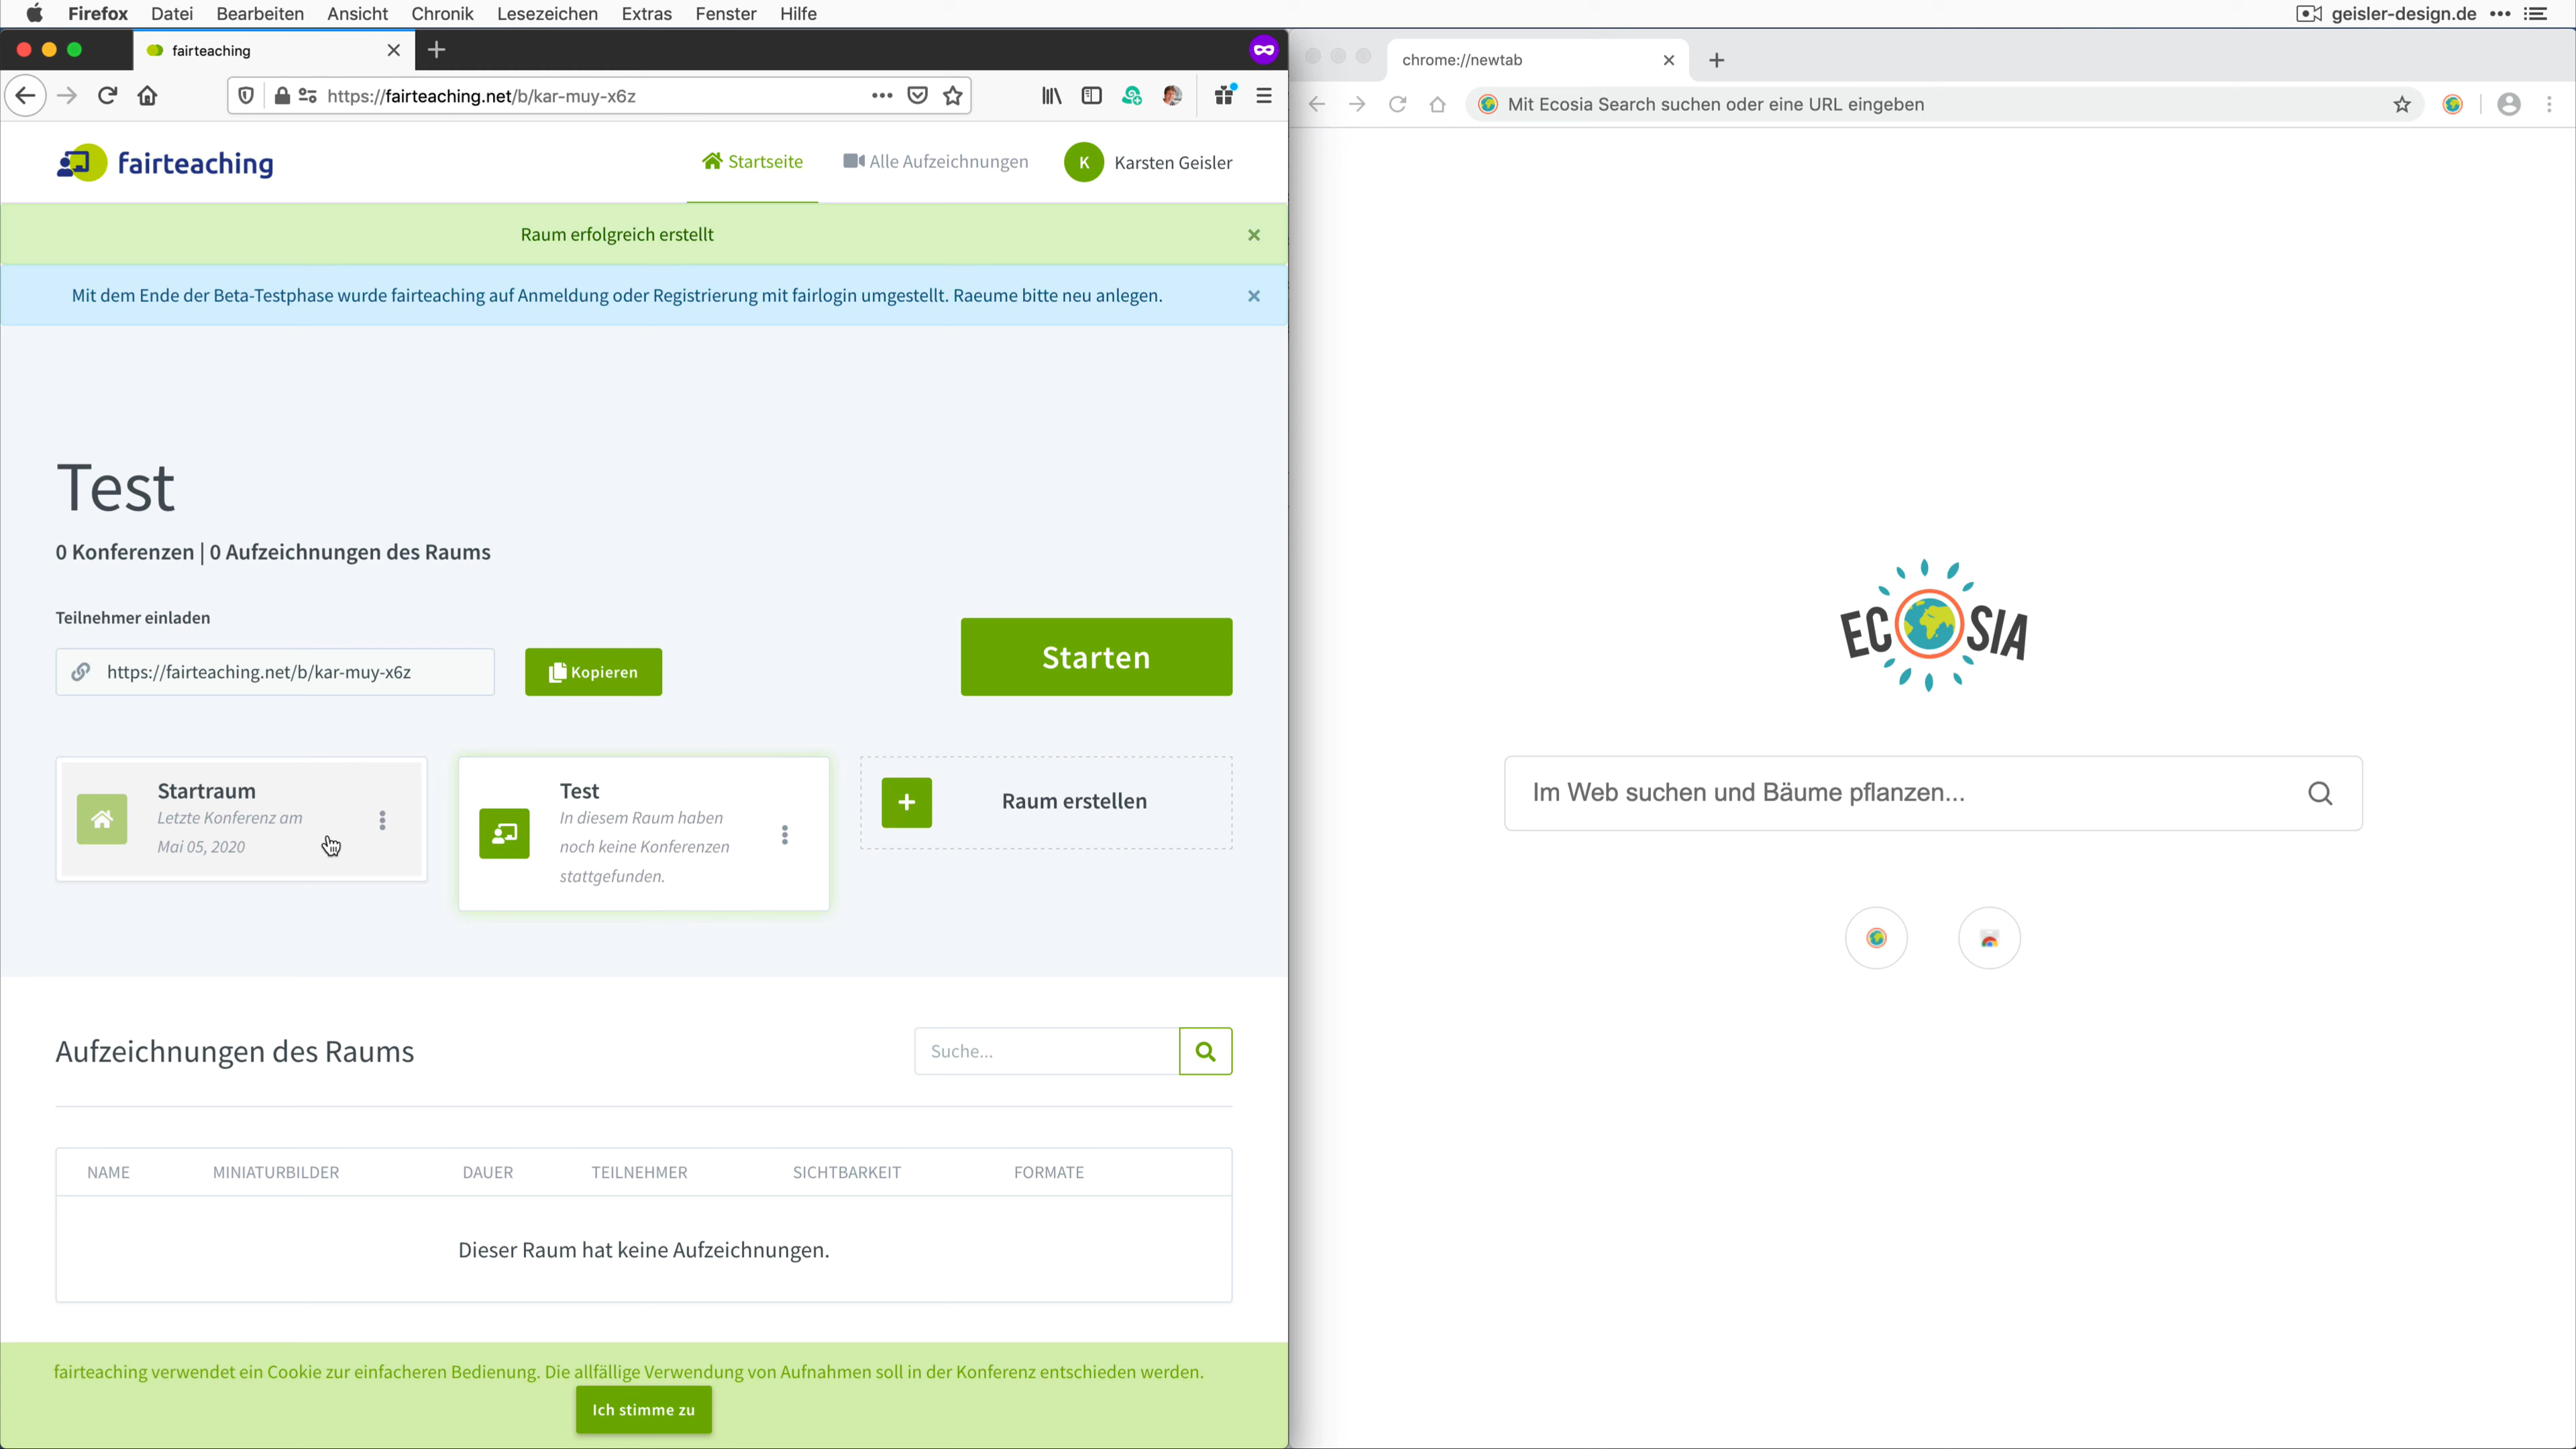 Firefox Datei Bearbeiten Ansicht Chronik Lesezeichen Extras Fenster Hilfe geisler-design.de
fairteaching
https://fairteaching.net/b/kar-muy-x6z
fairteaching Startseite Alle Aufzeichnungen K Karsten Geisler
Raum erfolgreich erstellt
Mit dem Ende der Beta-Testphase wurde fairteaching auf Anmeldung oder Registrierung mit fairlogin umgestellt. Raeume bitte neu anlegen.
Test
0 Konferenzen | 0 Aufzeichnungen des Raums
Teilnehmer einladen
https://fairteaching.net/b/kar-muy-x6z Kopieren Starten
Startraum
Letzte Konferenz am
Mai 05, 2020
Test
In diesem Raum haben
noch keine Konferenzen
stattgefunden.
Raum erstellen
Aufzeichnungen des Raums Suche...
NAME MINIATURBILDER DAUER TEILNEHMER SICHTBARKEIT FORMATE
Dieser Raum hat keine Aufzeichnungen.
fairteaching verwendet ein Cookie zur einfacheren Bedienung. Die allfällige Verwendung von Aufnahmen soll in der Konferenz entschieden werden.
Ich stimme zu
chrome://newtab
Mit Ecosia Search suchen oder eine URL eingeben
ECOSIA
Im Web suchen und Bäume pflanzen...